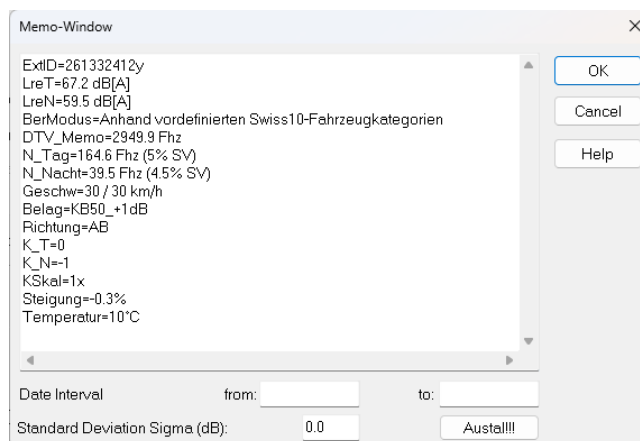 Memo-Window
ExtID=261332412y
LreT=67.2 dB[A]
LreN=59.5 dB[A]
BerModus=Anhand vordefinierten Swiss10-Fahrzeugkategorien
DTV_Memo=2949.9 Fhz
N_Tag=164.6 Fhz (5% SV)
N_Nacht=39.5 Fhz (4.5% SV)
Geschw=30 / 30 km/h
Belag=KB50_+1dB
Richtung=AB
K_T=0
K_N=-1
KSkal=1x
Steigung=-0.3%
Temperatur=10°C
OK
Cancel
Help
Date Interval from: to:
Standard Deviation Sigma (dB): 0.0 Austal!!!